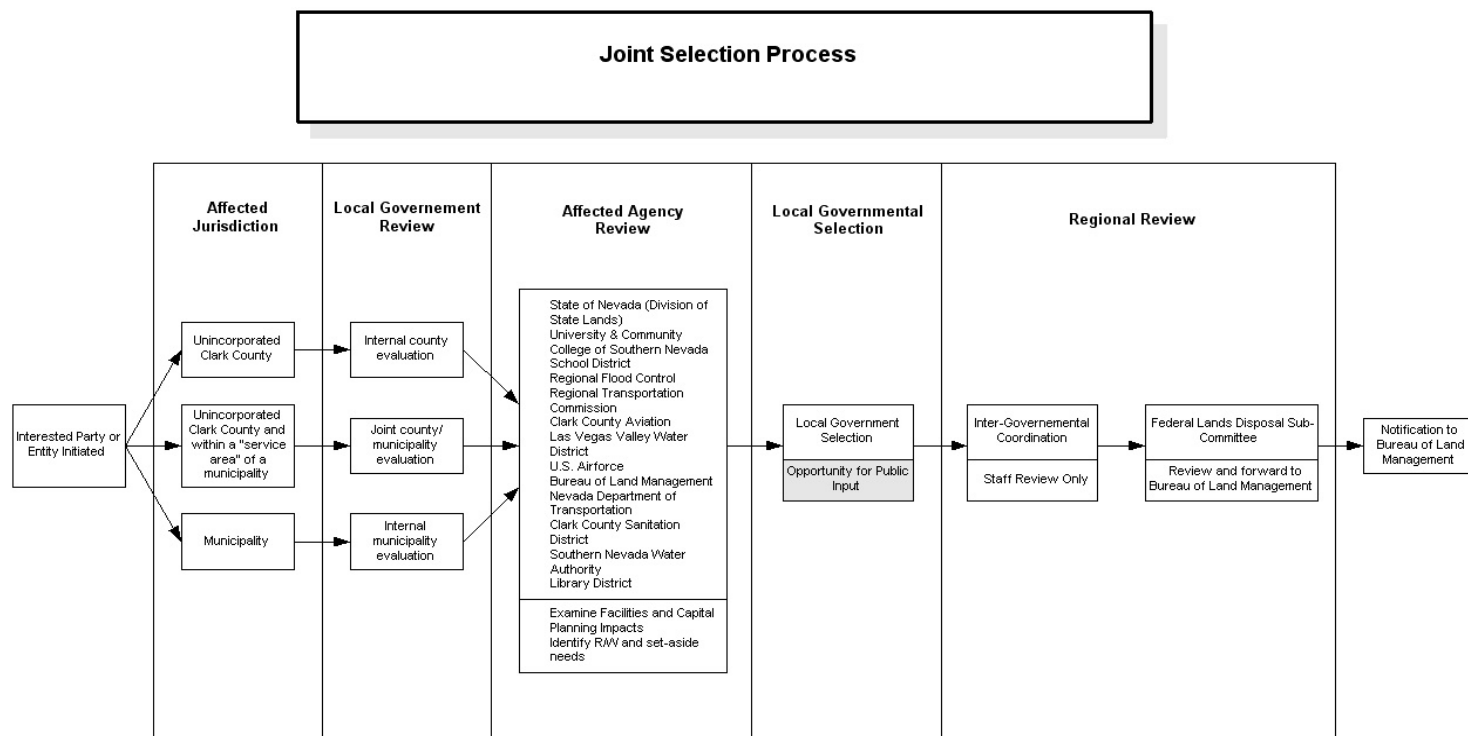 Joint Selection Process
Affected
Jurisdiction
Local Governement
Review
Affected Agency
Review
Local Governmental
Selection
Regional Review
Interested Party or
Entity Initiated
Unincorporated
Clark County
Unincorporated
Clark County and
within a "service
area" of a
municipality
Municipality
Internal county
evaluation
Joint county/
municipality
evaluation
Internal
municipality
evaluation
State of Nevada (Division of
State Lands)
University & Community
College of Southern Nevada
School District
Regional Flood Control
Regional Transportation
Commission
Clark County Aviation
Las Vegas Valley Water
District
U.S. Airforce
Bureau of Land Management
Nevada Department of
Transportation
Clark County Sanitation
District
Southern Nevada Water
Authority
Library District
Examine Facilities and Capital
Planning Impacts
Identify R/W and set-aside
needs
Local Government
Selection
Opportunity for Public
Input
Inter-Governemental
Coordination
Staff Review Only
Federal Lands Disposal Sub-
Committee
Review and forward to
Bureau of Land Management
Notification to
Bureau of Land
Management